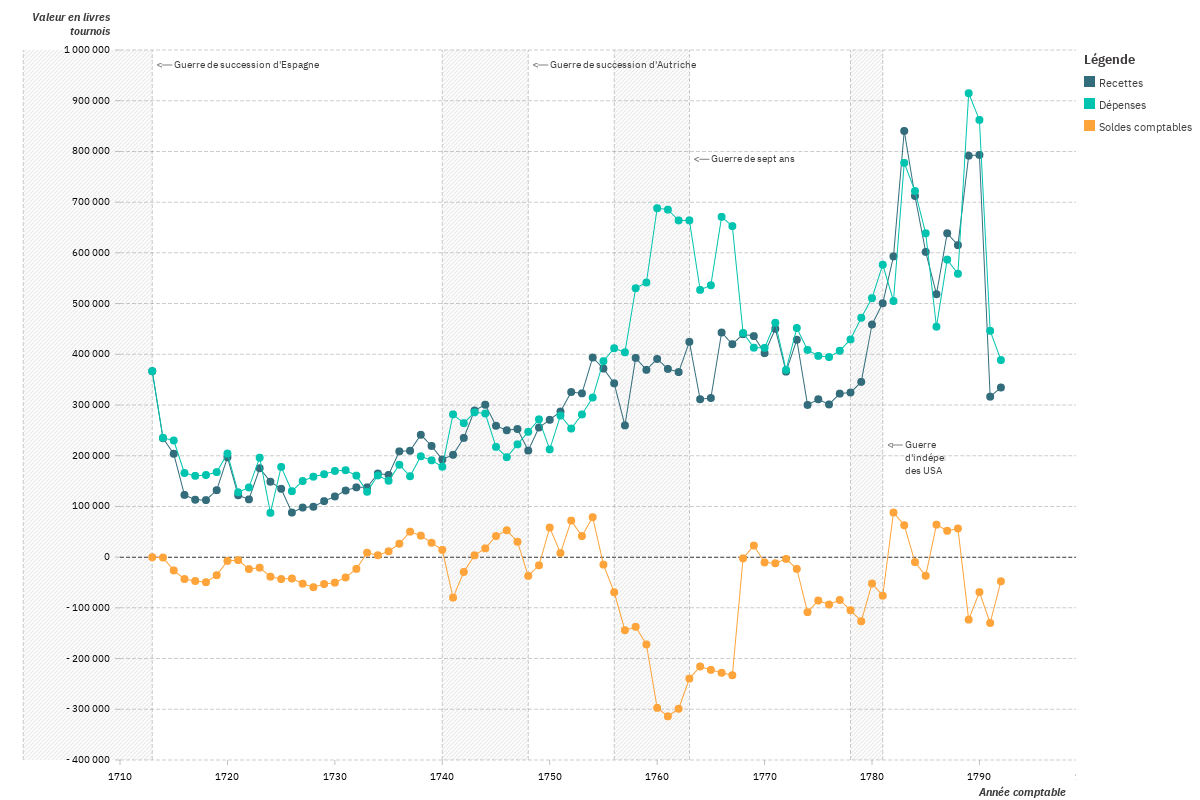 Valeur en livres
tournois
1 000 000
900 000
800 000
700 000
600 000
500 000
400 000
300 000
200 000
100 000
0
- 100 000
- 200 000
- 300 000
- 400 000
Guerre de succession d'Espagne
Guerre de succession d'Autriche
Guerre de sept ans
Guerre
d'indépe
des USA
1710
1720
1730
1740
1750
1760
1770
1780
1790
Année comptable
Légende
Recettes
Dépenses
Soldes comptables